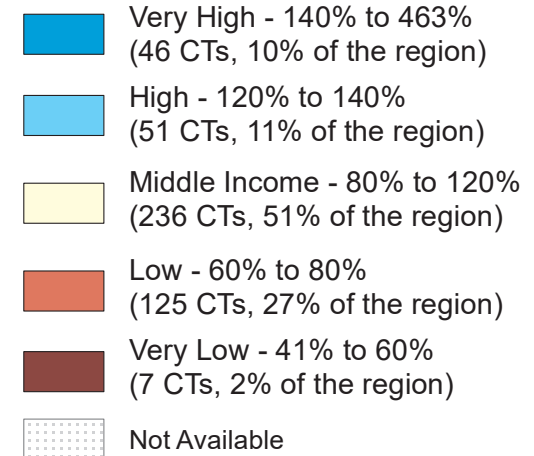 Very High - 140% to 463%
(46 CTs, 10% of the region)
High - 120% to 140%
(51 CTs, 11% of the region)
Middle Income - 80% to 120%
(236 CTs, 51% of the region)
Low - 60% to 80%
(125 CTs, 27% of the region)
Very Low - 41% to 60%
(7 CTs, 2% of the region)
Not Available